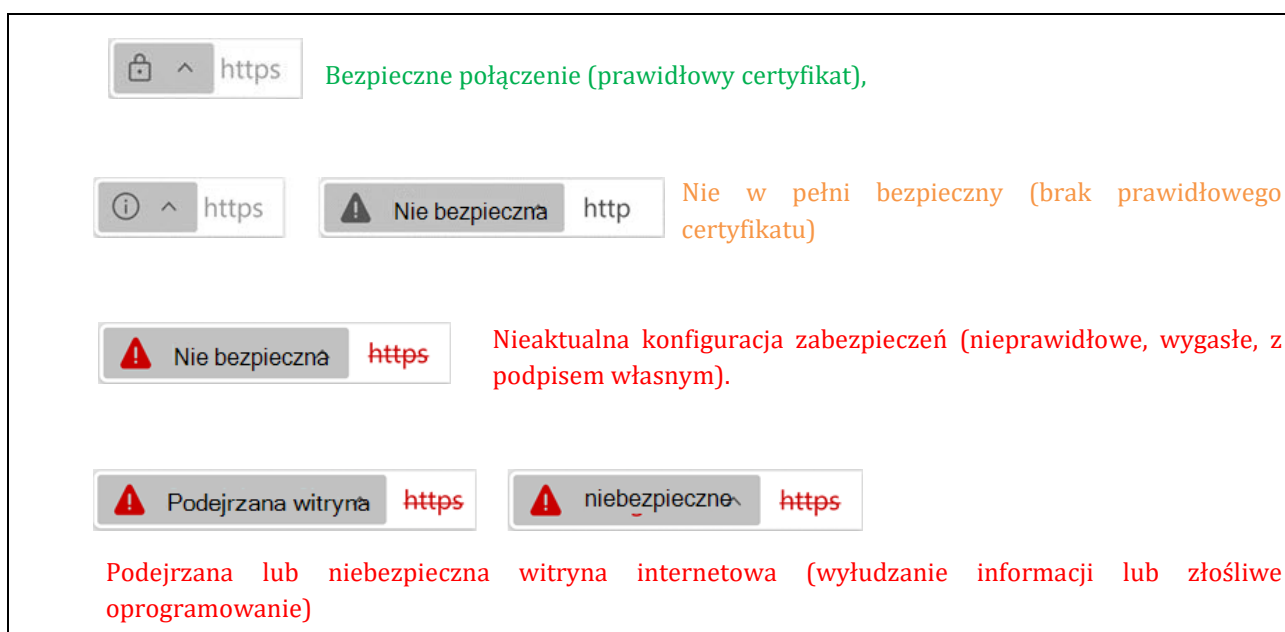 https Bezpieczne połączenie (prawidłowy certyfikat),
https Nie bezpieczna http Nie w pełni bezpieczny (brak prawidłowego
certyfikatu)
Nie bezpieczna https Nieaktualna konfiguracja zabezpieczeń (nieprawidłowe, wygasłe, z
podpisem własnym).
Podejrzana witryna https niebezpieczne https
Podejrzana lub niebezpieczna witryna internetowa (wyłudzanie informacji lub złośliwe
oprogramowanie)